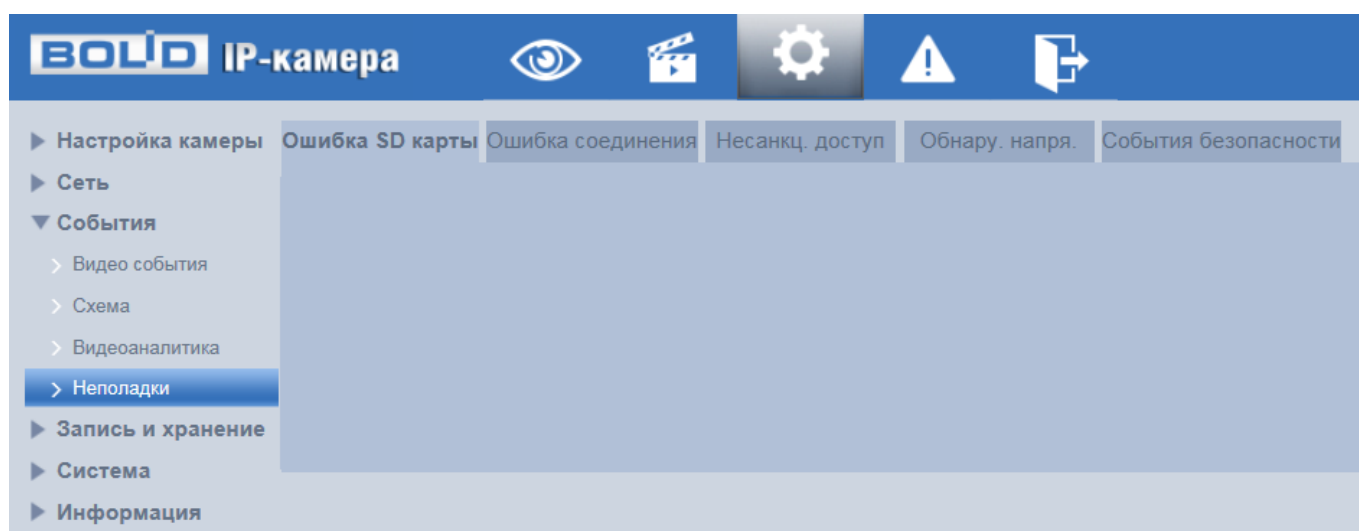 BOLID IP-камера
Настройка камеры
Ошибка SD карты Ошибка соединения Несанкц. доступ Обнару. напря. События безопасности
Сеть
События
Видео события
Схема
Видеоаналитика
Неполадки
Запись и хранение
Система
Информация